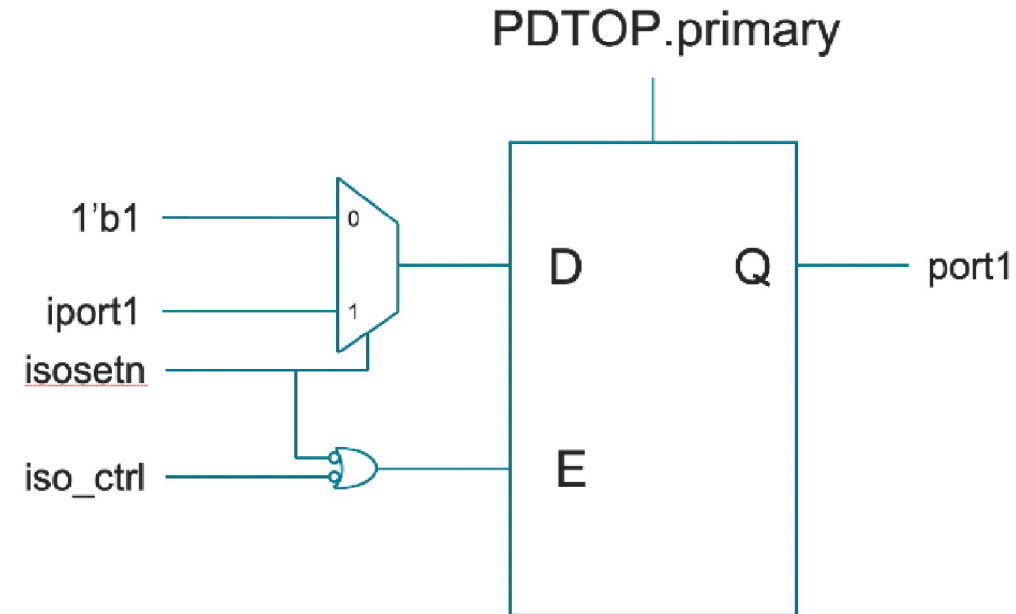 PDTOP.primary
1’b1
0
iport1
1
isosetn
iso_ctrl
D
Q
port1
E